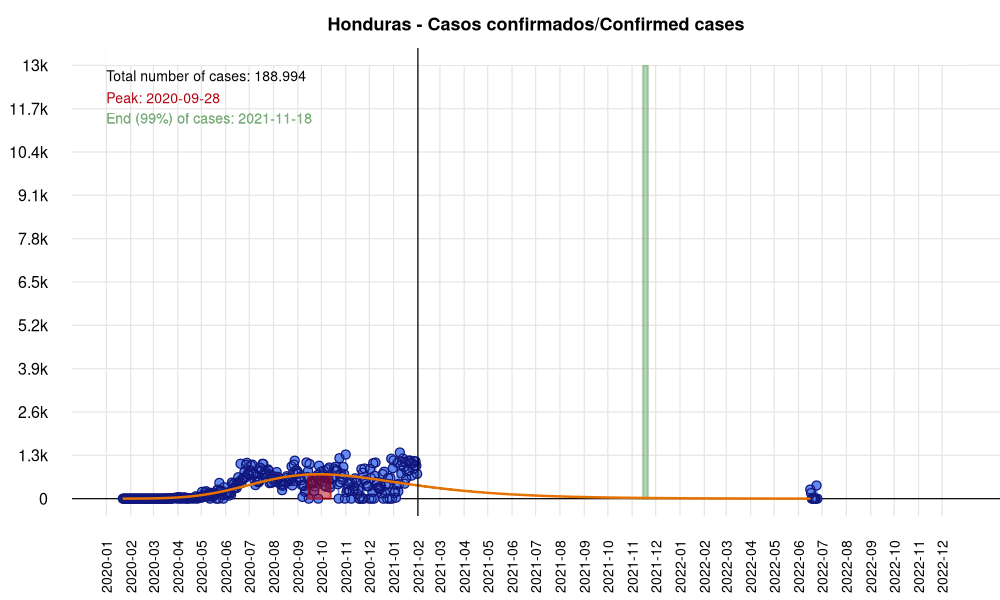 Honduras - Casos confirmados/Confirmed cases
Total number of cases: 188.994
Peak: 2020-09-28
End (99%) of cases: 2021-11-18
13k
11.7k
10.4k
9.1k
7.8k
6.5k
5.2k
3.9k
2.6k
1.3k
0
2020-01
2020-02
2020-03
2020-04
2020-05
2020-06
2020-07
2020-08
2020-09
2020-10
2020-11
2020-12
2021-01
2021-02
2021-03
2021-04
2021-05
2021-06
2021-07
2021-08
2021-09
2021-10
2021-11
2021-12
2022-01
2022-02
2022-03
2022-04
2022-05
2022-06
2022-07
2022-08
2022-09
2022-10
2022-11
2022-12